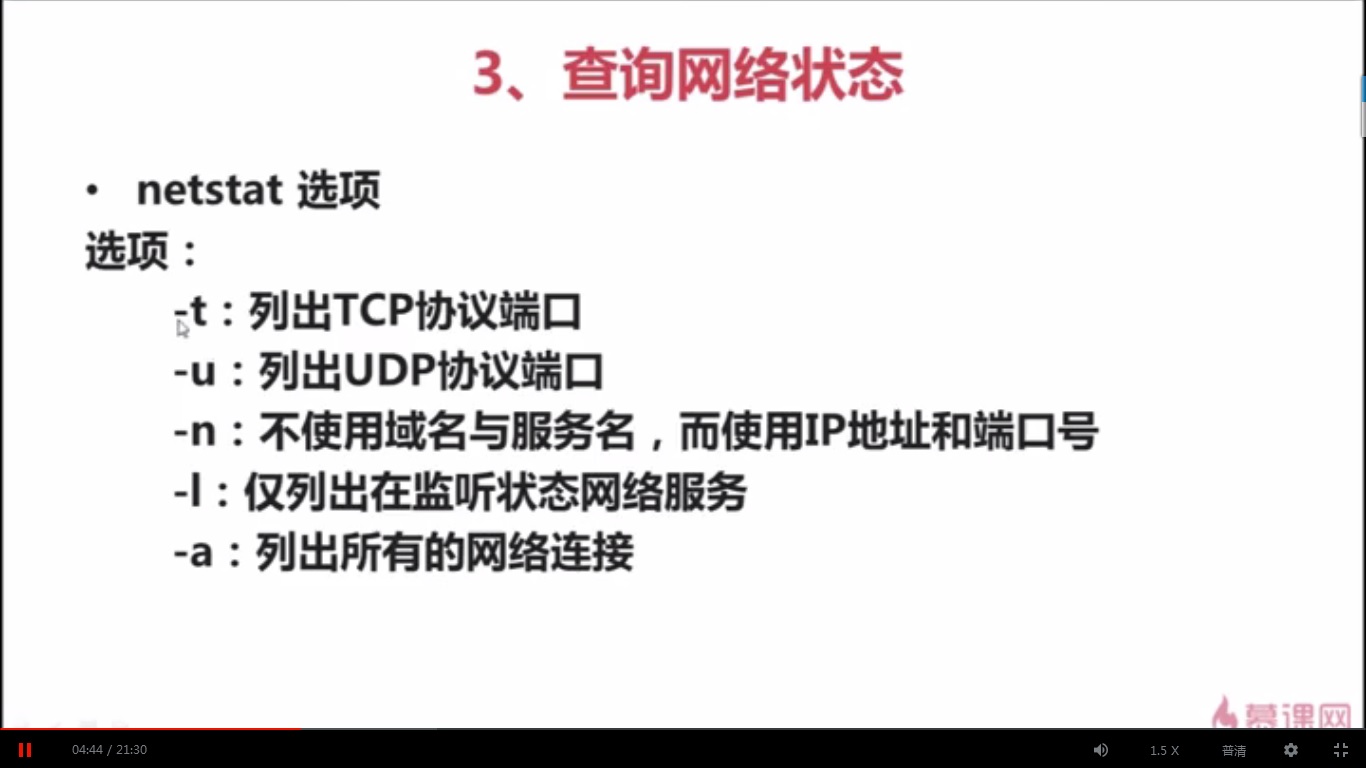 3、查询网络状态
• netstat 选项
选项：
-t：列出TCP协议端口
-u：列出UDP协议端口
-n：不使用域名与服务名，而使用IP地址和端口号
-l：仅列出在监听状态网络服务
-a：列出所有的网络连接
慕课网
04:44 / 21:30
1.5 X
普清